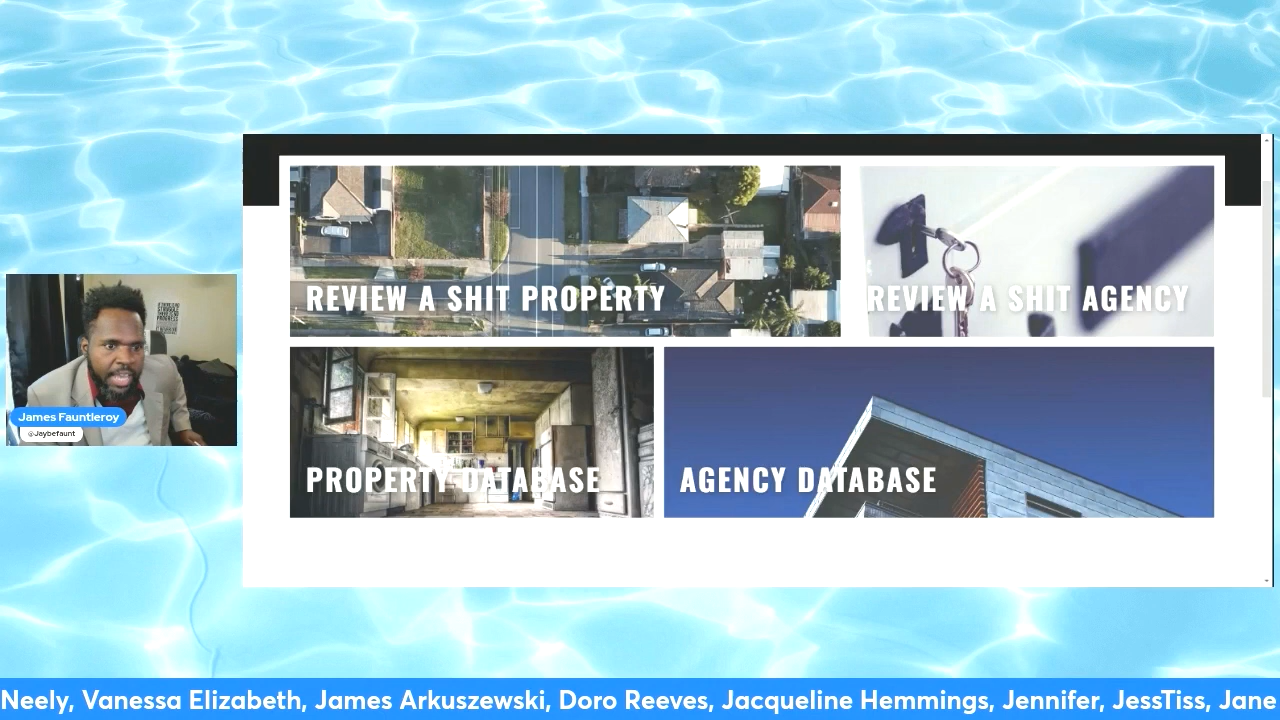 REVIEW A SHIT PROPERTY
REVIEW A SHIT AGENCY
PROPERTY DATABASE
AGENCY DATABASE
James Fauntleroy
@Jaybefaunt
Neely, Vanessa Elizabeth, James Arkuszewski, Doro Reeves, Jacqueline Hemmings, Jennifer, JessTiss, Jane